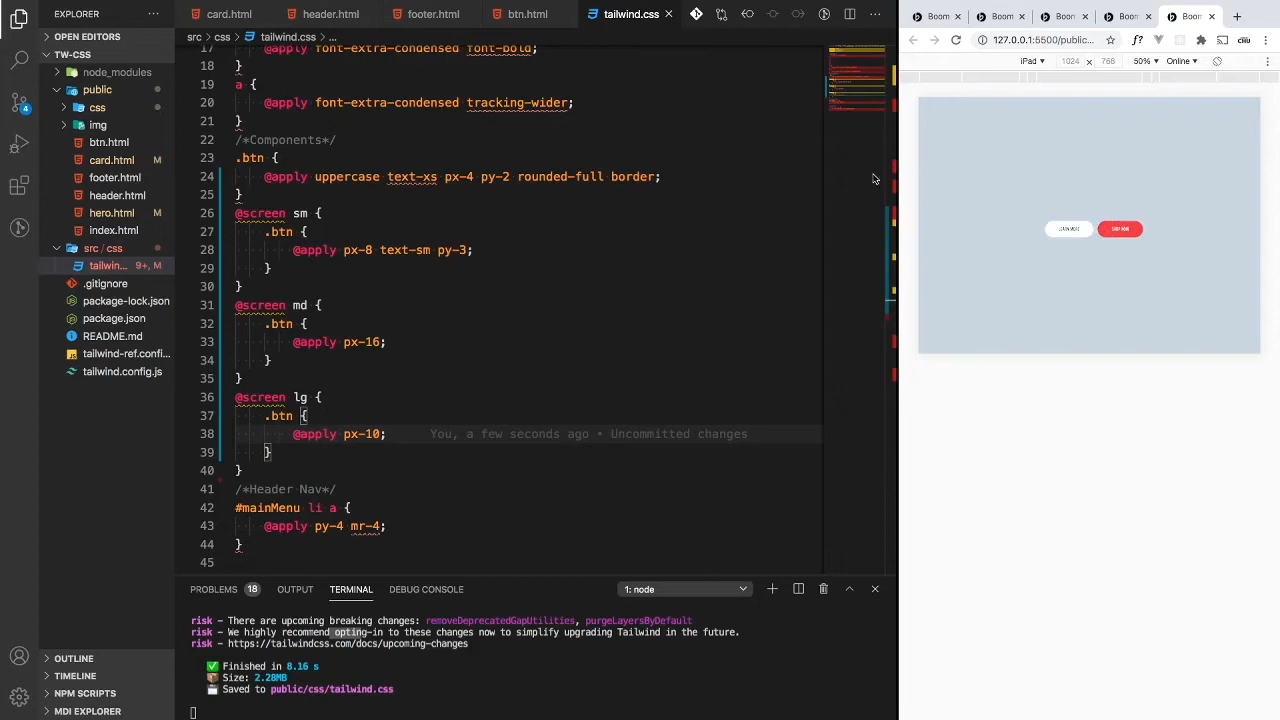 EXPLORER
card.html
header.html
footer.html
btn.html
tailwind.css
OPEN EDITORS
src > css > tailwind.css > ...
TW-CSS
node_modules
public
css
img
btn.html
card.html M
footer.html
header.html
hero.html M
index.html
src / css
tailwin... 9+, M
.gitignore
package-lock.json
package.json
README.md
tailwind-ref.confi...
tailwind.config.js
OUTLINE
TIMELINE
NPM SCRIPTS
MDI EXPLORER
4
17 @apply font-extra-condensed font-bold;
18 }
19 a {
20 @apply font-extra-condensed tracking-wider;
21 }
22 /*Components*/
23 .btn {
24 @apply uppercase text-xs px-4 py-2 rounded-full border;
25 }
26 @screen sm {
27 .btn {
28 @apply px-8 text-sm py-3;
29 }
30 }
31 @screen md {
32 .btn {
33 @apply px-16;
34 }
35 }
36 @screen lg {
37 .btn {
38 @apply px-10; You, a few seconds ago • Uncommitted changes
39 }
40 }
41 /*Header Nav*/
42 #mainMenu li a {
43 @apply py-4 mr-4;
44 }
45
PROBLEMS 18 OUTPUT TERMINAL DEBUG CONSOLE 1: node
risk - There are upcoming breaking changes: removeDeprecatedGapUtilities, purgeLayersByDefault
risk - We highly recommend opting-in to these changes now to simplify upgrading Tailwind in the future.
risk - https://tailwindcss.com/docs/upcoming-changes
Finished in 8.16 s
Size: 2.28MB
Saved to public/css/tailwind.css
Boom Boom Boom Boom Boom
127.0.0.1:5500/public...
iPad ▼ 1024 × 768 Online ▼